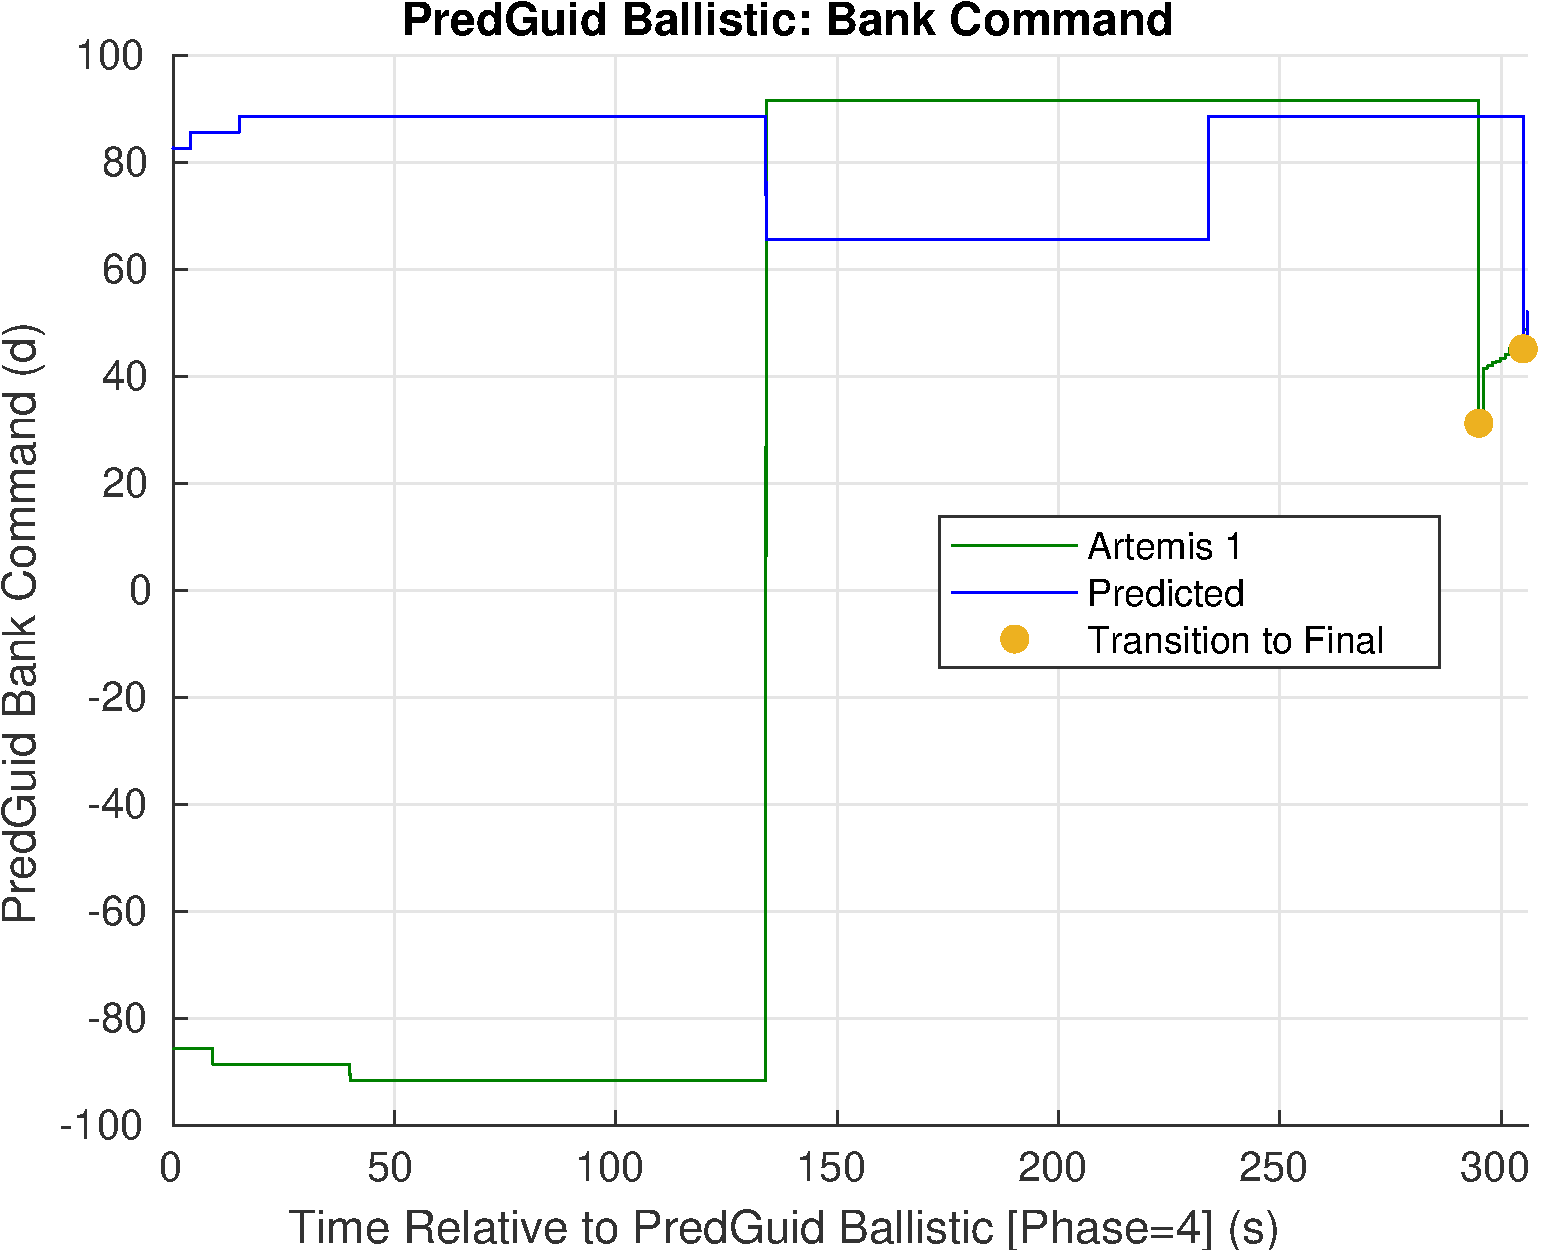 PredGuid Ballistic: Bank Command
PredGuid Bank Command (d)
100
80
60
40
20
0
-20
-40
-60
-80
-100
Artemis 1
Predicted
Transition to Final
0 50 100 150 200 250 300
Time Relative to PredGuid Ballistic [Phase=4] (s)